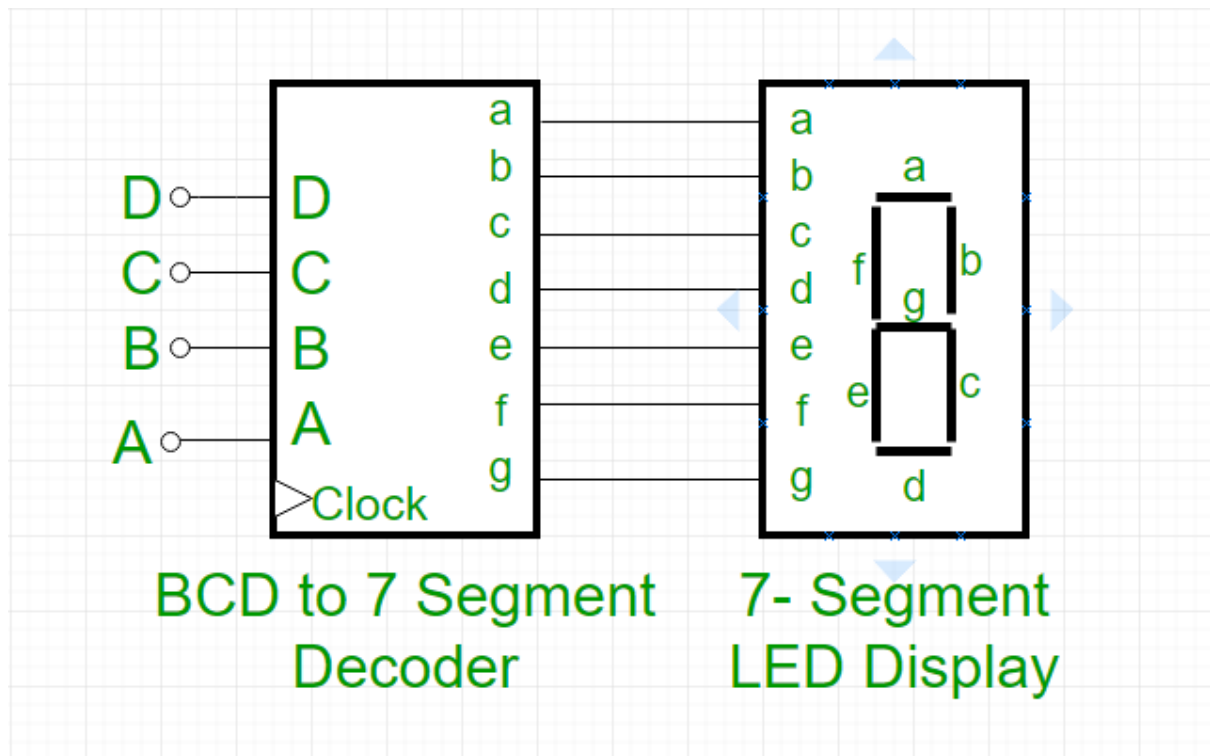 D
C
B
A
D
C
B
A
Clock
a
b
c
d
e
f
g
a
b
c
d
e
f
g
a
f
b
g
e
c
d
BCD to 7 Segment
Decoder
7- Segment
LED Display